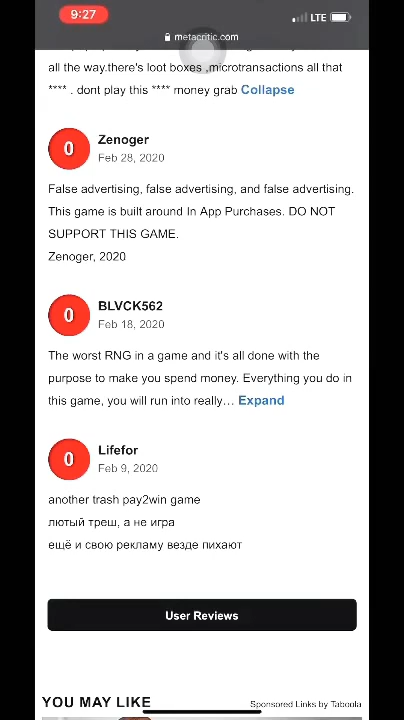 9:27
LTE
metacritic.com
all the way.there's loot boxes ,microtransactions all that
**** . dont play this **** money grab Collapse
0
Zenoger
Feb 28, 2020
False advertising, false advertising, and false advertising.
This game is built around In App Purchases. DO NOT
SUPPORT THIS GAME.
Zenoger, 2020
0
BLVCK562
Feb 18, 2020
The worst RNG in a game and it's all done with the
purpose to make you spend money. Everything you do in
this game, you will run into really… Expand
0
Lifefor
Feb 9, 2020
another trash pay2win game
лютый треш, а не игра
ещё и свою рекламу везде пихают
User Reviews
YOU MAY LIKE
Sponsored Links by Taboola